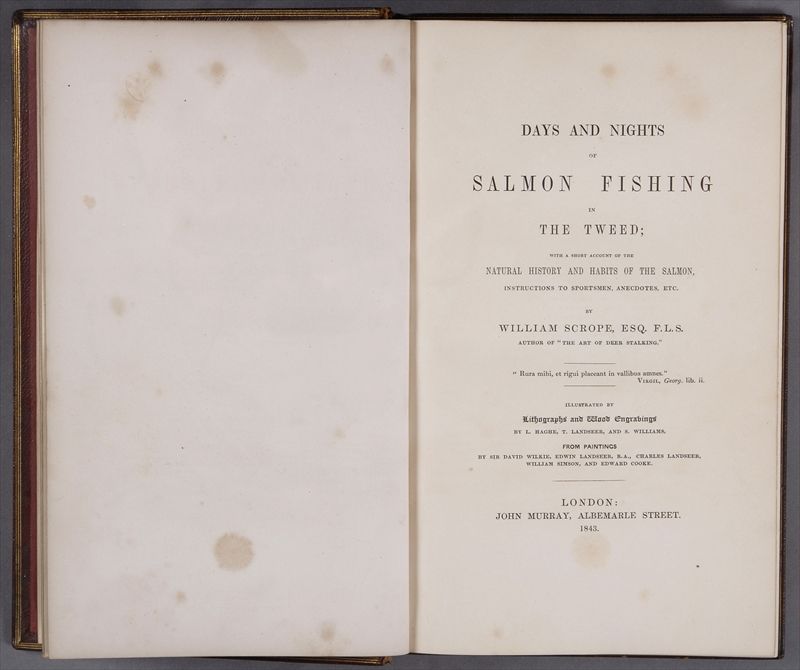 DAYS AND NIGHTS
OF
SALMON FISHING
IN
THE TWEED;
WITH A SHORT ACCOUNT OF THE
NATURAL HISTORY AND HABITS OF THE SALMON,
INSTRUCTIONS TO SPORTSMEN, ANECDOTES, ETC.
BY
WILLIAM SCROPE, ESQ. F.L.S.
AUTHOR OF "THE ART OF DEER STALKING."
" Rura mihi, et rigui placeant in vallibus amnes."
VIRGIL, Georg. lib. ii.
ILLUSTRATED BY
Lithographs and Wood Engravings
BY L. HAGHE, T. LANDSEER, AND S. WILLIAMS,
FROM PAINTINGS
BY SIR DAVID WILKIE, EDWIN LANDSEER, R.A., CHARLES LANDSEER,
WILLIAM SIMSON, AND EDWARD COOKE.
LONDON:
JOHN MURRAY, ALBEMARLE STREET.
1843.